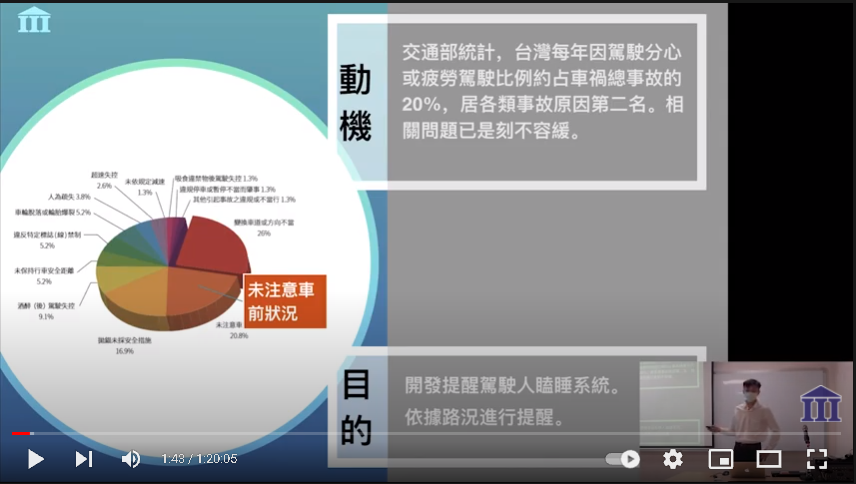 動
機
交通部統計，台灣每年因駕駛分心
或疲勞駕駛比例約占車禍總事故的
20%，居各類事故原因第二名。相
關問題已是刻不容緩。
超速失控
2.6%
未依規定減速
1.3%
吸食違禁物後駕駛失控 1.3%
違規停車或暫停不當而肇事 1.3%
其他引起事故之違規或不當行 1.3%
人為疏失 3.8%
車輪脫落或輪胎爆裂 5.2%
變換車道或方向不當
26%
違反特定標誌(線)禁制
5.2%
未保持行車安全距離
5.2%
酒醉（後）駕駛失控
9.1%
未注意車
前狀況
未注意車
20.8%
拋錨未採安全措施
16.9%
目
的
開發提醒駕駛人瞌睡系統。
依據路況進行提醒。
1:43 / 1:20:05